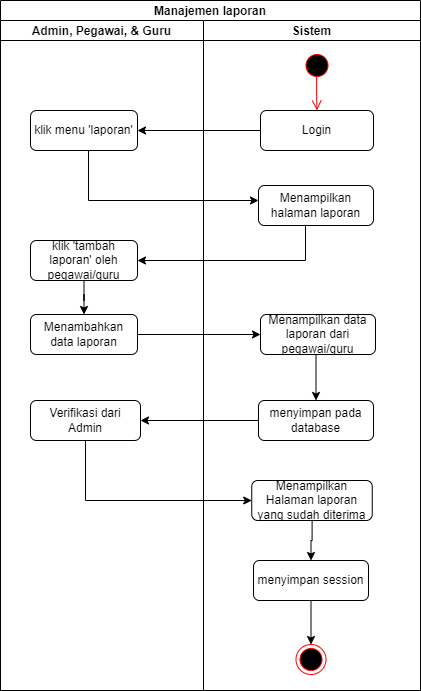 Manajemen laporan
Admin, Pegawai, & Guru
Sistem
Login
klik menu 'laporan'
Menampilkan
halaman laporan
klik 'tambah
laporan' oleh
pegawai/guru
Menambahkan
data laporan
Menampilkan data
laporan dari
pegawai/guru
menyimpan pada
database
Verifikasi dari
Admin
Menampilkan
Halaman laporan
yang sudah diterima
menyimpan session